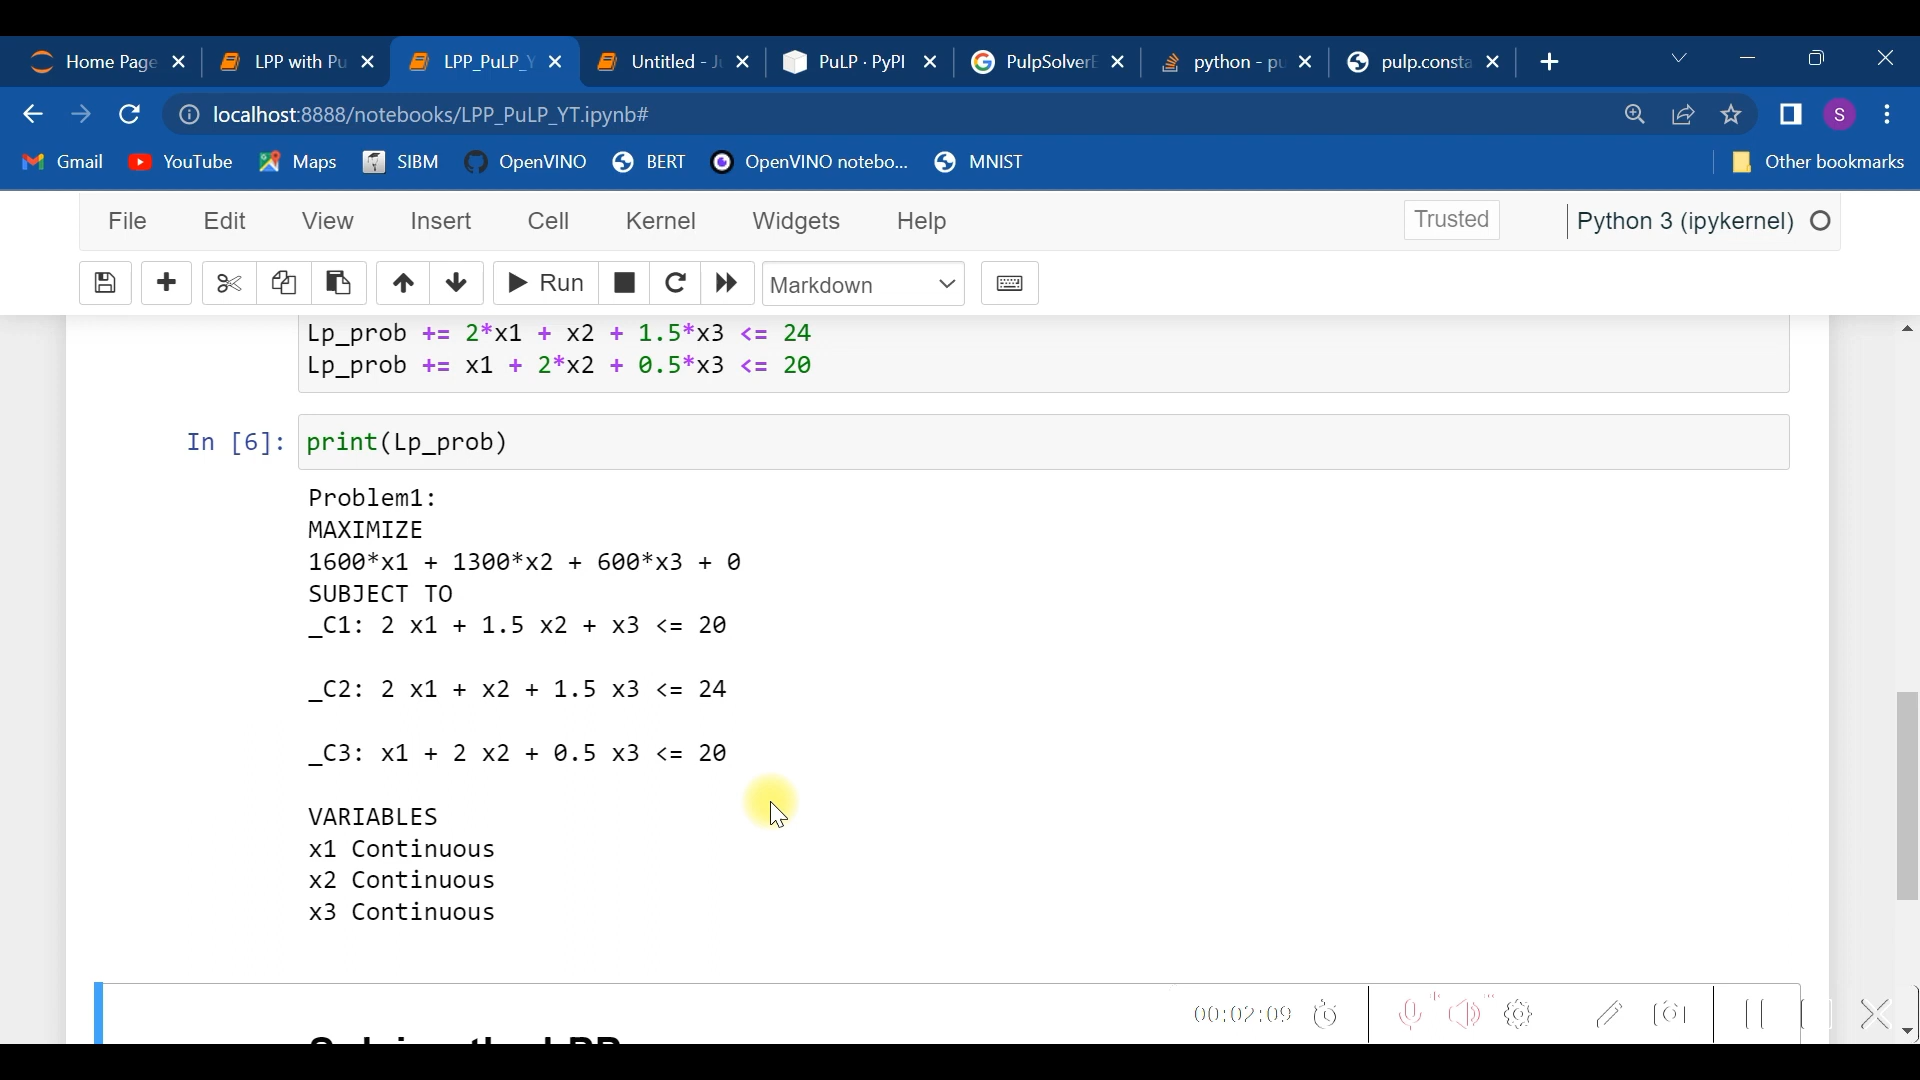 Home Page
LPP with Pu
LPP_PuLP_Y
Untitled - J
PuLP · PyPI
PulpSolverE
python - pu
pulp.consta
localhost:8888/notebooks/LPP_PuLP_YT.ipynb#
S
Gmail
YouTube
Maps
SIBM
OpenVINO
BERT
OpenVINO notebo...
MNIST
Other bookmarks
File
Edit
View
Insert
Cell
Kernel
Widgets
Help
Trusted
Python 3 (ipykernel)
Run
Markdown
Lp_prob += 2*x1 + x2 + 1.5*x3 <= 24
Lp_prob += x1 + 2*x2 + 0.5*x3 <= 20
In [6]: print(Lp_prob)
Problem1:
MAXIMIZE
1600*x1 + 1300*x2 + 600*x3 + 0
SUBJECT TO
_C1: 2 x1 + 1.5 x2 + x3 <= 20
_C2: 2 x1 + x2 + 1.5 x3 <= 24
_C3: x1 + 2 x2 + 0.5 x3 <= 20
VARIABLES
x1 Continuous
x2 Continuous
x3 Continuous
00:02:09
Solving the LPP